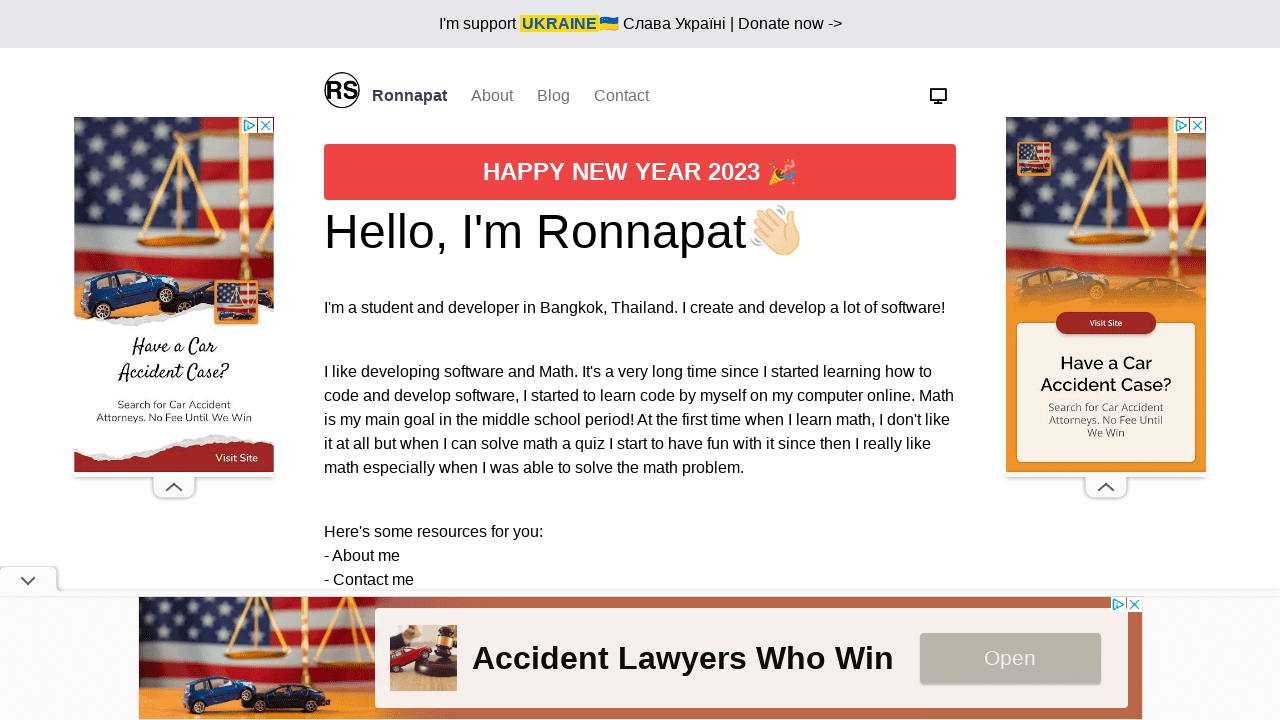 I'm support UKRAINE🇺🇦 Слава Україні | Donate now ->
RS Ronnapat About Blog Contact
HAPPY NEW YEAR 2023 🎉
Hello, I'm Ronnapat👋🏻
I'm a student and developer in Bangkok, Thailand. I create and develop a lot of software!
I like developing software and Math. It's a very long time since I started learning how to
code and develop software, I started to learn code by myself on my computer online. Math
is my main goal in the middle school period! At the first time when I learn math, I don't like
it at all but when I can solve math a quiz I start to have fun with it since then I really like
math especially when I was able to solve the math problem.
Here's some resources for you:
- About me
- Contact me
Have a Car
Accident Case?
Search for Car Accident
Attorneys. No Fee Until We Win
Visit Site
Visit Site
Have a Car
Accident Case?
Search for Car Accident
Attorneys. No Fee Until
We Win
Accident Lawyers Who Win
Open